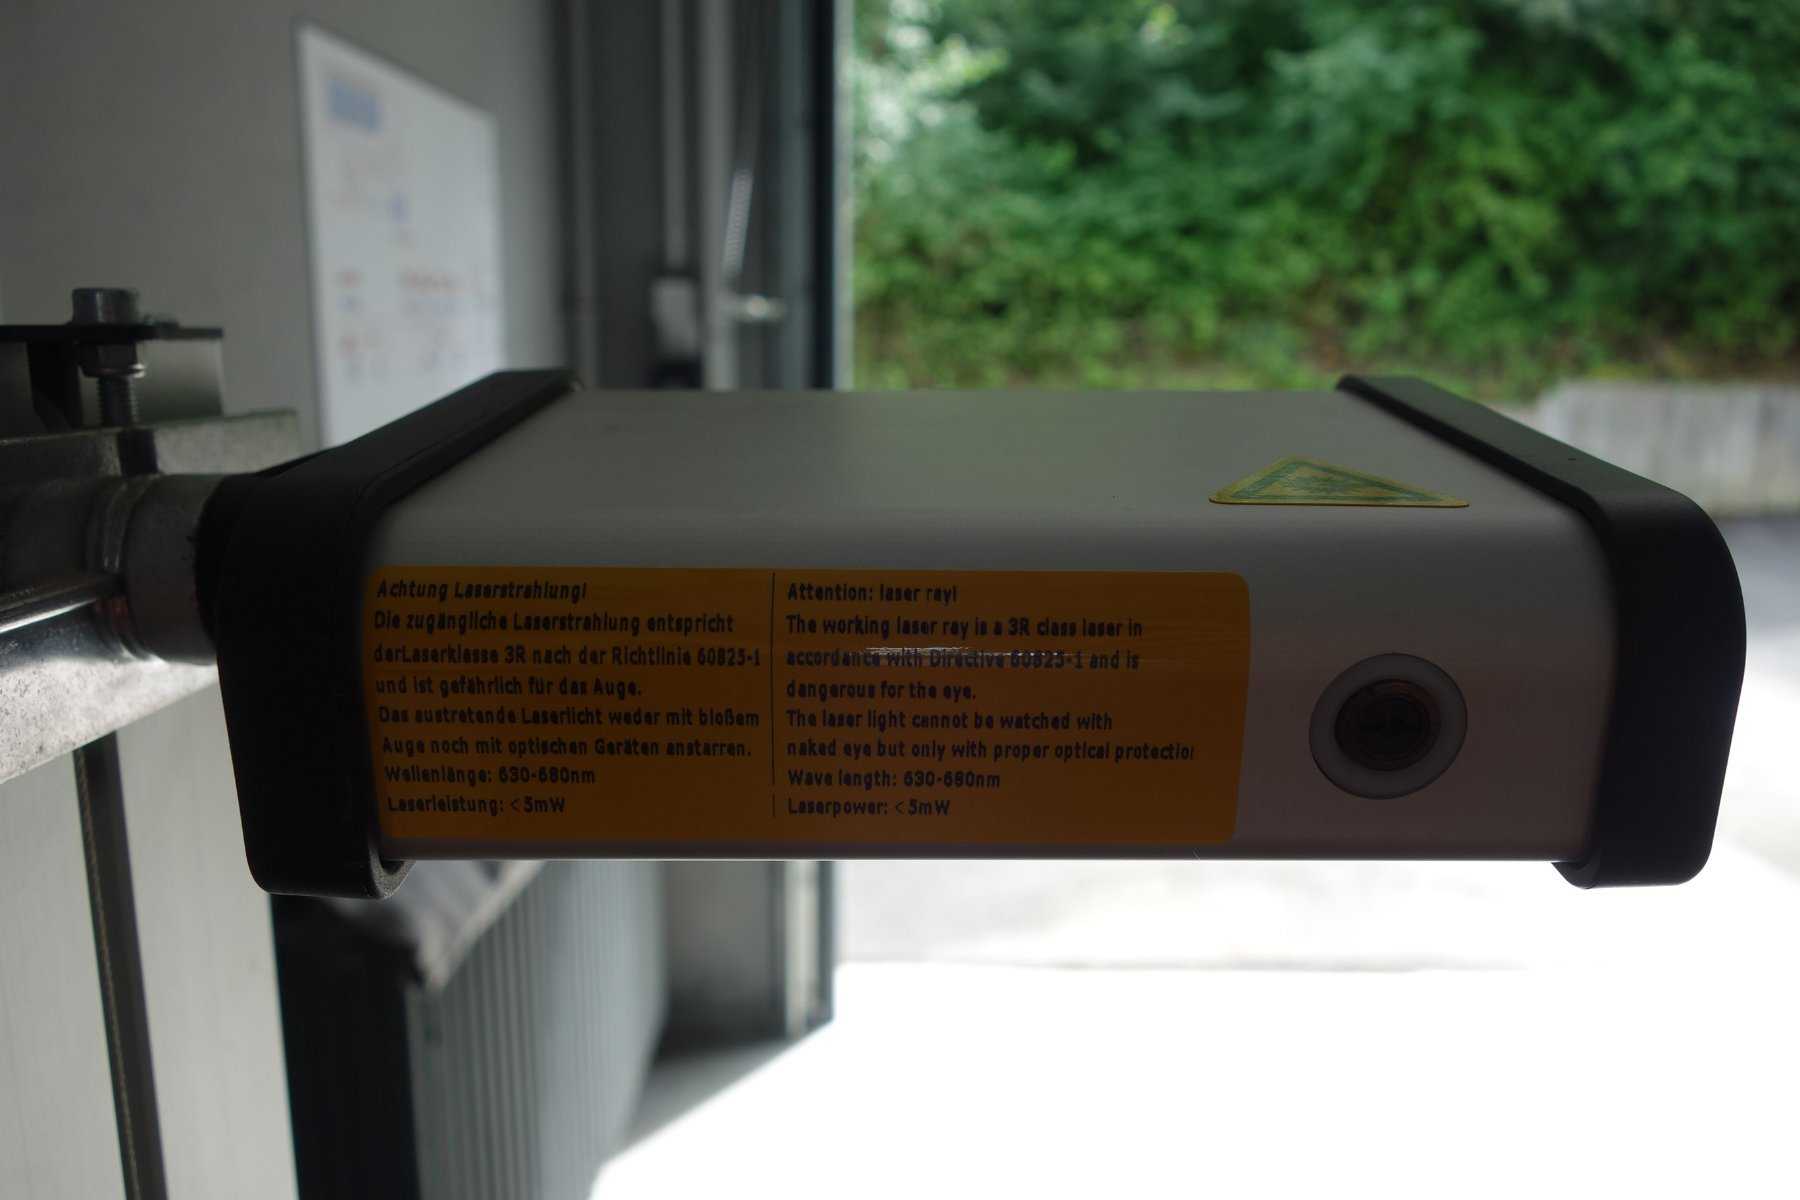 Achtung Laserstrahlung!
Die zugängliche Laserstrahlung entspricht
derLaserklasse 3R nach der Richtlinie 60825-1
und ist gefährlich für das Auge.
Das austretende Laserlicht weder mit bloßem
Auge noch mit optischen Geräten anstarren.
Wellenlänge: 630-680nm
Laserleistung: <5mW
Attention: laser ray!
The working laser ray is a 3R class laser in
accordance with Directive 60825-1 and is
dangerous for the eye.
The laser light cannot be watched with
naked eye but only with proper optical protection
Wave length: 630-680nm
Laserpower: <5mW